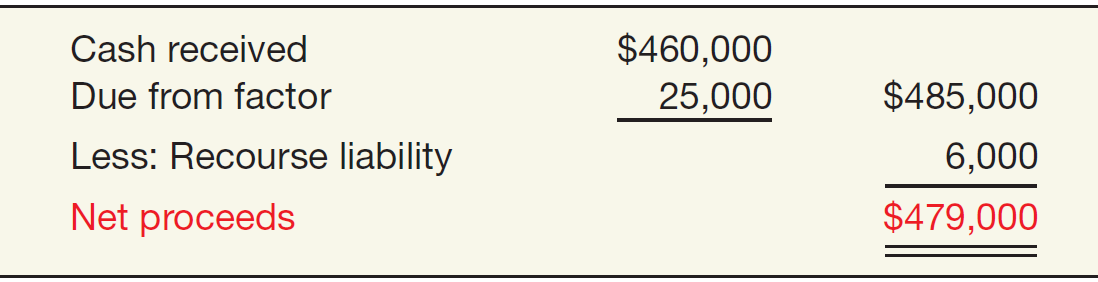 Cash received $460,000
Due from factor 25,000 $485,000
Less: Recourse liability 6,000
Net proceeds $479,000